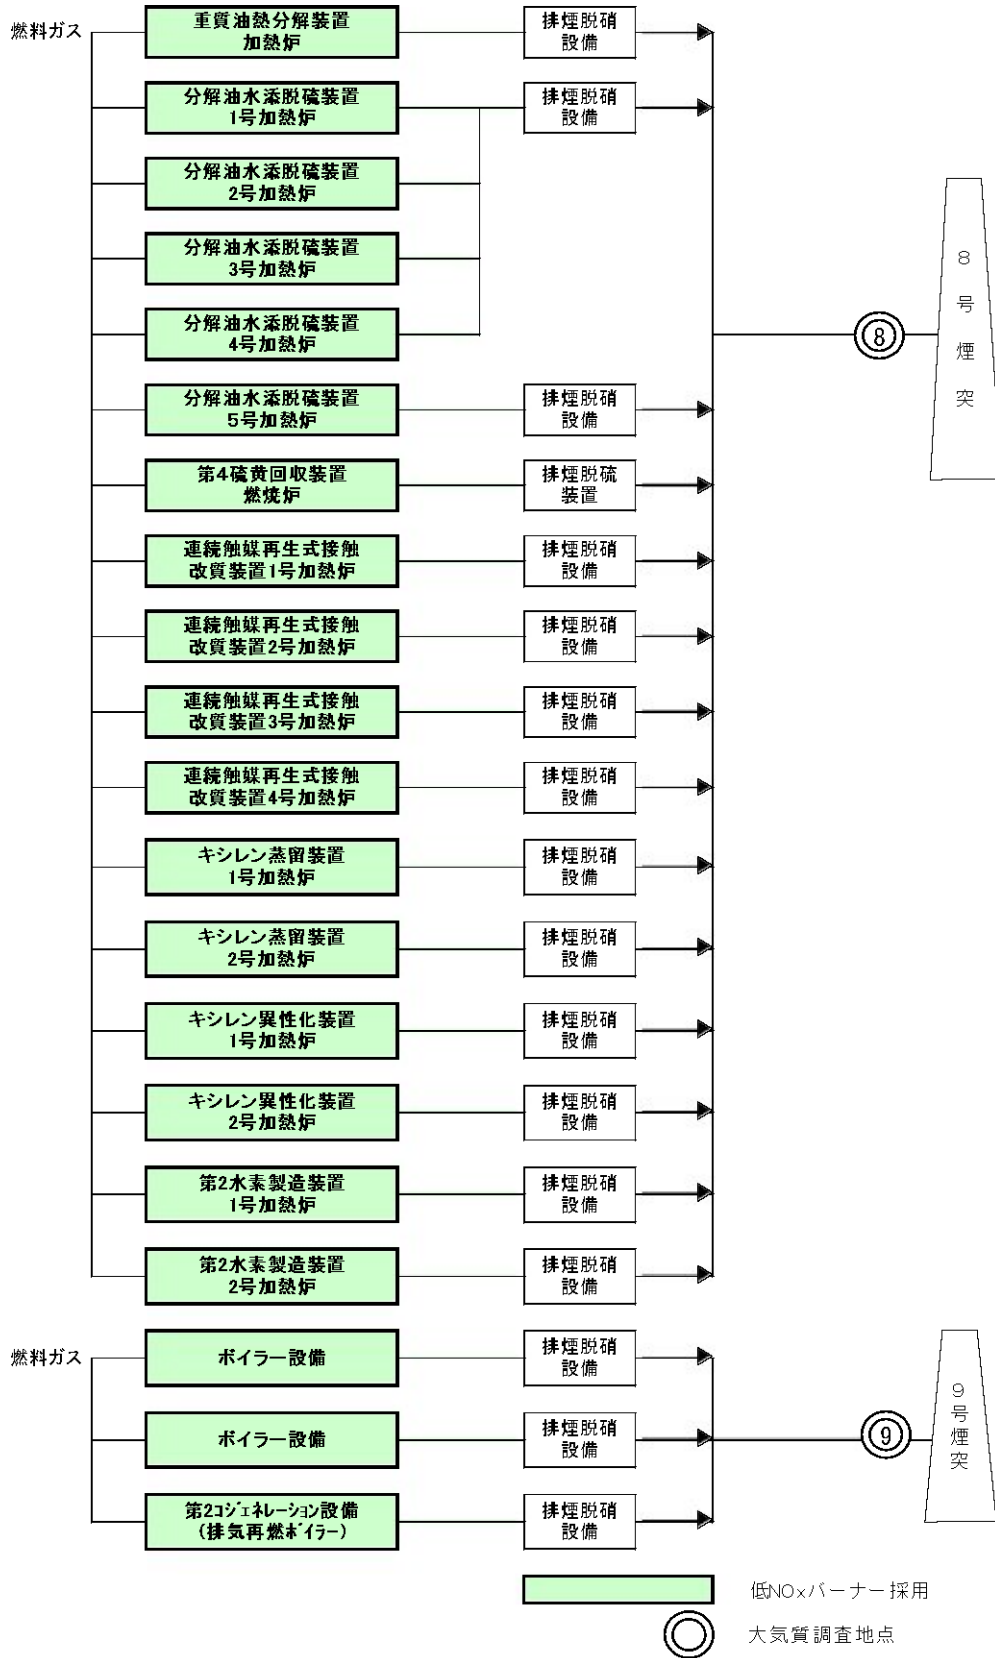 燃料ガス
重質油熱分解装置
加熱炉
排煙脱硝
設備
分解油水添脱硫装置
1号加熱炉
排煙脱硝
設備
分解油水添脱硫装置
2号加熱炉
分解油水添脱硫装置
3号加熱炉
分解油水添脱硫装置
4号加熱炉
⑧
8号煙突
分解油水添脱硫装置
5号加熱炉
排煙脱硝
設備
第4硫黄回収装置
燃焼炉
排煙脱硫
装置
連続触媒再生式接触
改質装置1号加熱炉
排煙脱硝
設備
連続触媒再生式接触
改質装置2号加熱炉
排煙脱硝
設備
連続触媒再生式接触
改質装置3号加熱炉
排煙脱硝
設備
連続触媒再生式接触
改質装置4号加熱炉
排煙脱硝
設備
キシレン蒸留装置
1号加熱炉
排煙脱硝
設備
キシレン蒸留装置
2号加熱炉
排煙脱硝
設備
キシレン異性化装置
1号加熱炉
排煙脱硝
設備
キシレン異性化装置
2号加熱炉
排煙脱硝
設備
第2水素製造装置
1号加熱炉
排煙脱硝
設備
第2水素製造装置
2号加熱炉
排煙脱硝
設備
燃料ガス
ボイラー設備
排煙脱硝
設備
ボイラー設備
排煙脱硝
設備
⑨
9号煙突
第2ｺｼﾞｪﾈﾚｰｼｮﾝ設備
(排気再燃ﾎﾞｲﾗｰ)
排煙脱硝
設備
低NOxバーナー採用
大気質調査地点